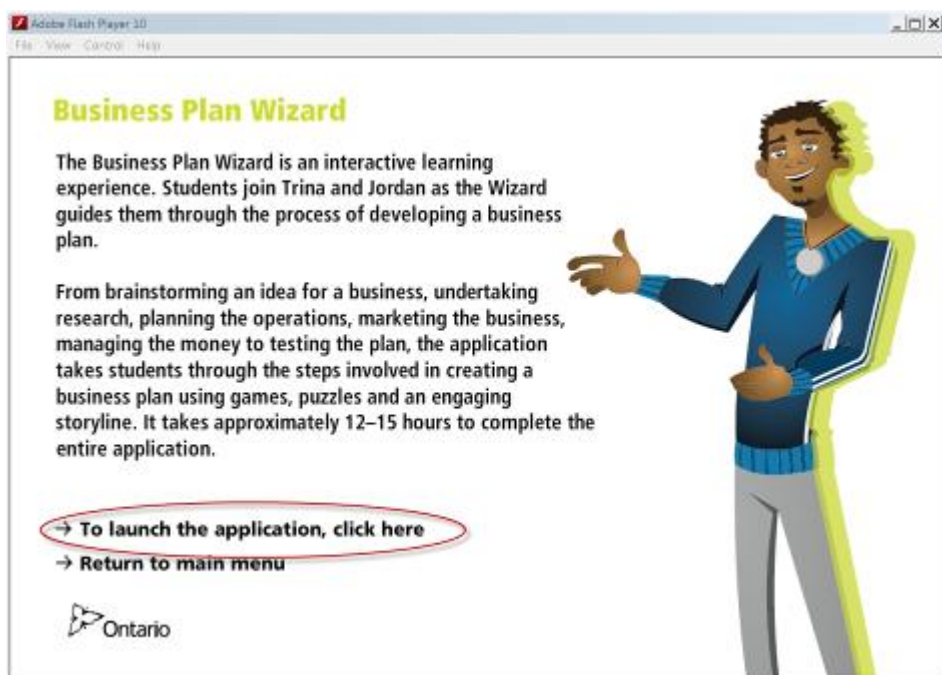 Adobe Flash Player 10
File View Control Help
Business Plan Wizard
The Business Plan Wizard is an interactive learning
experience. Students join Trina and Jordan as the Wizard
guides them through the process of developing a business
plan.
From brainstorming an idea for a business, undertaking
research, planning the operations, marketing the business,
managing the money to testing the plan, the application
takes students through the steps involved in creating a
business plan using games, puzzles and an engaging
storyline. It takes approximately 12–15 hours to complete the
entire application.
→ To launch the application, click here
→ Return to main menu
Ontario